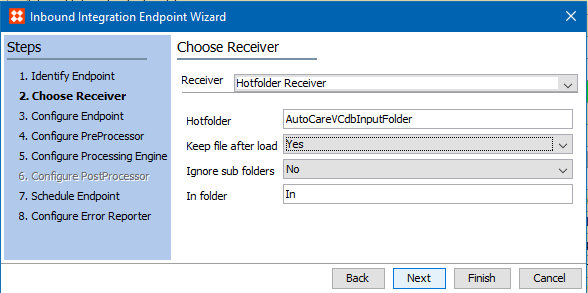 Inbound Integration Endpoint Wizard
Steps
1. Identify Endpoint
2. Choose Receiver
3. Configure Endpoint
4. Configure PreProcessor
5. Configure Processing Engine
6. Configure PostProcessor
7. Schedule Endpoint
8. Configure Error Reporter
Choose Receiver
Receiver Hotfolder Receiver
Hotfolder AutoCareVCdbInputFolder
Keep file after load Yes
Ignore sub folders No
In folder In
Back Next Finish Cancel